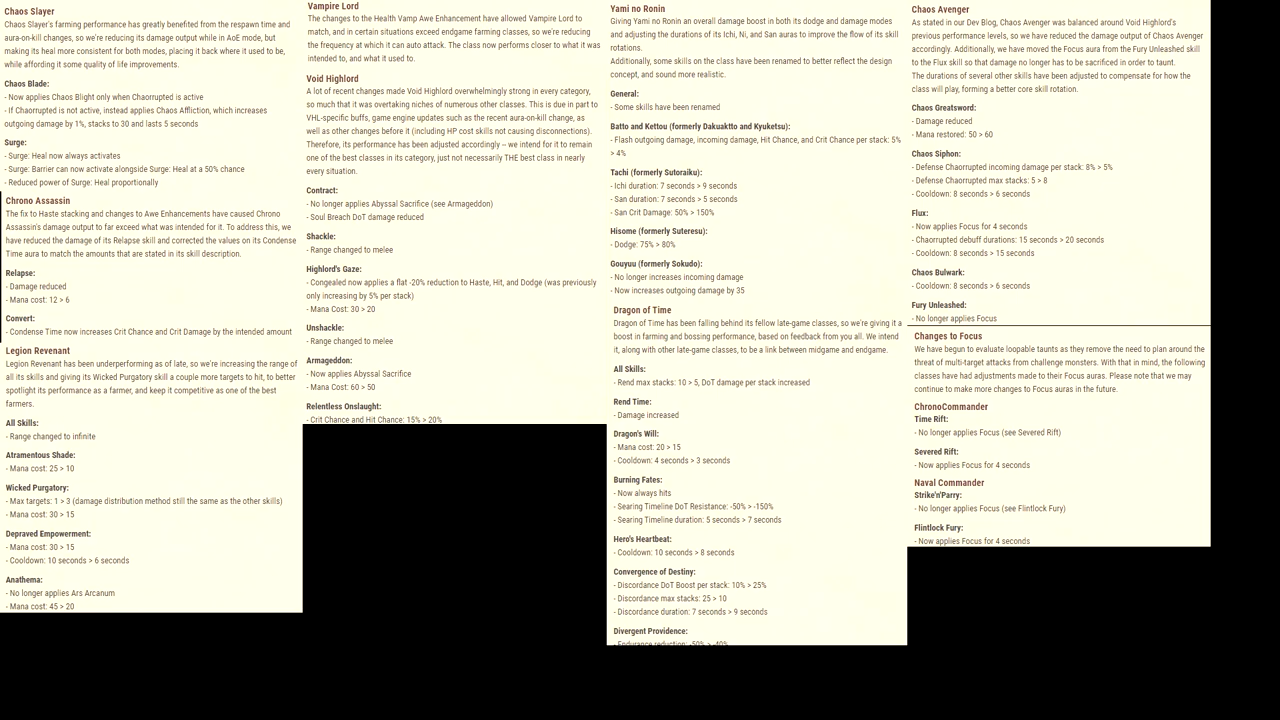 Chaos Slayer
Chaos Slayer's farming performance has greatly benefited from the respawn time and
aura-on-kill changes, so we're reducing its damage output while in AoE mode, but
making its heal more consistent for both modes, placing it back where it used to be,
while affording it some quality of life improvements.
Chaos Blade:
- Now applies Chaos Blight only when Chaorrupted is active
- If Chaorrupted is not active, instead applies Chaos Affliction, which increases
outgoing damage by 1%, stacks to 30 and lasts 5 seconds
Surge:
- Surge: Heal now always activates
- Surge: Barrier can now activate alongside Surge: Heal at a 50% chance
- Reduced power of Surge: Heal proportionally
Chrono Assassin
The fix to Haste stacking and changes to Awe Enhancements have caused Chrono
Assassin's damage output to far exceed what was intended for it. To address this, we
have reduced the damage of its Relapse skill and corrected the values on its Condense
Time aura to match the amounts that are stated in its skill description.
Relapse:
- Damage reduced
- Mana cost: 12 > 6
Convert:
- Condense Time now increases Crit Chance and Crit Damage by the intended amount
Legion Revenant
Legion Revenant has been underperforming as of late, so we're increasing the range of
all its skills and giving its Wicked Purgatory skill a couple more targets to hit, to better
spotlight its performance as a farmer, and keep it competitive as one of the best
farmers.
All Skills:
- Range changed to infinite
Atramentous Shade:
- Mana cost: 25 > 10
Wicked Purgatory:
- Max targets: 1 > 3 (damage distribution method still the same as the other skills)
- Mana cost: 30 > 15
Depraved Empowerment:
- Mana cost: 30 > 15
- Cooldown: 10 seconds > 6 seconds
Anathema:
- No longer applies Ars Arcanum
- Mana cost: 45 > 20
Vampire Lord
The changes to the Health Vamp Awe Enhancement have allowed Vampire Lord to
match, and in certain situations exceed endgame farming classes, so we're reducing
the frequency at which it can auto attack. The class now performs closer to what it was
intended to, and what it used to.
Void Highlord
A lot of recent changes made Void Highlord overwhelmingly strong in every category,
so much that it was overtaking niches of numerous other classes. This is due in part to
VHL-specific buffs, game engine updates such as the recent aura-on-kill change, as
well as other changes before it (including HP cost skills not causing disconnections).
Therefore, its performance has been adjusted accordingly -- we intend for it to remain
one of the best classes in its category, just not necessarily THE best class in nearly
every situation.
Contract:
- No longer applies Abyssal Sacrifice (see Armageddon)
- Soul Breach DoT damage reduced
Shackle:
- Range changed to melee
Highlord's Gaze:
- Congealed now applies a flat -20% reduction to Haste, Hit, and Dodge (was previously
only increasing by 5% per stack)
- Mana Cost: 30 > 20
Unshackle:
- Range changed to melee
Armageddon:
- Now applies Abyssal Sacrifice
- Mana Cost: 60 > 50
Relentless Onslaught:
- Crit Chance and Hit Chance: 15% > 20%
Yami no Ronin
Giving Yami no Ronin an overall damage boost in both its dodge and damage modes
and adjusting the durations of its Ichi, Ni, and San auras to improve the flow of its skill
rotations.
Additionally, some skills on the class have been renamed to better reflect the design
concept, and sound more realistic.
General:
- Some skills have been renamed
Batto and Kettou (formerly Dakuaktto and Kyuketsu):
- Flash outgoing damage, incoming damage, Hit Chance, and Crit Chance per stack: 5%
> 4%
Tachi (formerly Sutoraiku):
- Ichi duration: 7 seconds > 9 seconds
- San duration: 7 seconds > 5 seconds
- San Crit Damage: 50% > 150%
Hisome (formerly Suteresu):
- Dodge: 75% > 80%
Gouyuu (formerly Sokudo):
- No longer increases incoming damage
- Now increases outgoing damage by 35
Dragon of Time
Dragon of Time has been falling behind its fellow late-game classes, so we're giving it a
boost in farming and bossing performance, based on feedback from you all. We intend
it, along with other late-game classes, to be a link between midgame and endgame.
All Skills:
- Rend max stacks: 10 > 5, DoT damage per stack increased
Rend Time:
- Damage increased
Dragon's Will:
- Mana cost: 20 > 15
- Cooldown: 4 seconds > 3 seconds
Burning Fates:
- Now always hits
- Searing Timeline DoT Resistance: -50% > -150%
- Searing Timeline duration: 5 seconds > 7 seconds
Hero's Heartbeat:
- Cooldown: 10 seconds > 8 seconds
Convergence of Destiny:
- Discordance DoT Boost per stack: 10% > 25%
- Discordance max stacks: 25 > 10
- Discordance duration: 7 seconds > 9 seconds
Divergent Providence:
- Endurance reduction: -50% > -40%
Chaos Avenger
As stated in our Dev Blog, Chaos Avenger was balanced around Void Highlord's
previous performance levels, so we have reduced the damage output of Chaos Avenger
accordingly. Additionally, we have moved the Focus aura from the Fury Unleashed skill
to the Flux skill so that damage no longer has to be sacrificed in order to taunt.
The durations of several other skills have been adjusted to compensate for how the
class will play, forming a better core skill rotation.
Chaos Greatsword:
- Damage reduced
- Mana restored: 50 > 60
Chaos Siphon:
- Defense Chaorrupted incoming damage per stack: 8% > 5%
- Defense Chaorrupted max stacks: 5 > 8
- Cooldown: 8 seconds > 6 seconds
Flux:
- Now applies Focus for 4 seconds
- Chaorrupted debuff durations: 15 seconds > 20 seconds
- Cooldown: 8 seconds > 15 seconds
Chaos Bulwark:
- Cooldown: 8 seconds > 6 seconds
Fury Unleashed:
- No longer applies Focus
Changes to Focus
We have begun to evaluate loopable taunts as they remove the need to plan around the
threat of multi-target attacks from challenge monsters. With that in mind, the following
classes have had adjustments made to their Focus auras. Please note that we may
continue to make more changes to Focus auras in the future.
ChronoCommander
Time Rift:
- No longer applies Focus (see Severed Rift)
Severed Rift:
- Now applies Focus for 4 seconds
Naval Commander
Strike'n'Parry:
- No longer applies Focus (see Flintlock Fury)
Flintlock Fury:
- Now applies Focus for 4 seconds